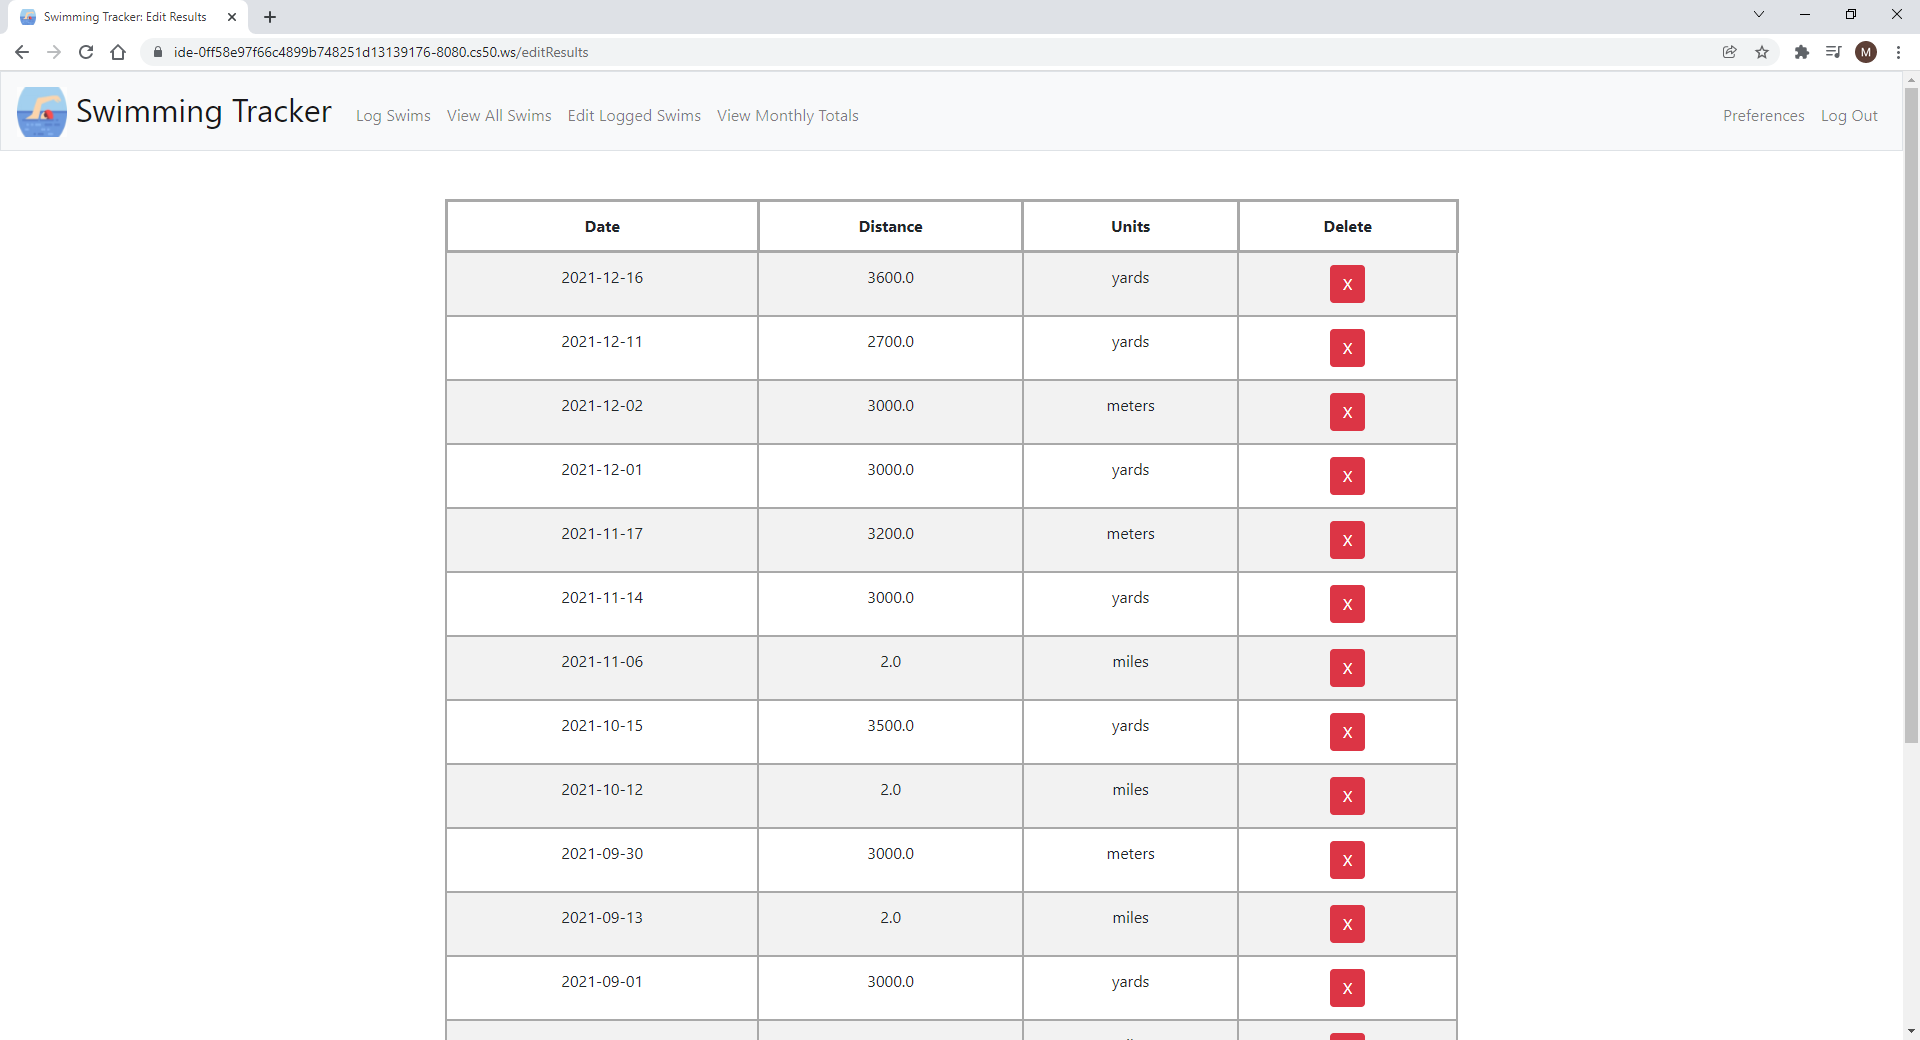 Swimming Tracker: Edit Results
ide-0ff58e97f66c4899b748251d13139176-8080.cs50.ws/editResults
M
Swimming Tracker Log Swims View All Swims Edit Logged Swims View Monthly Totals Preferences Log Out
Date Distance Units Delete
2021-12-16 3600.0 yards X
2021-12-11 2700.0 yards X
2021-12-02 3000.0 meters X
2021-12-01 3000.0 yards X
2021-11-17 3200.0 meters X
2021-11-14 3000.0 yards X
2021-11-06 2.0 miles X
2021-10-15 3500.0 yards X
2021-10-12 2.0 miles X
2021-09-30 3000.0 meters X
2021-09-13 2.0 miles X
2021-09-01 3000.0 yards X